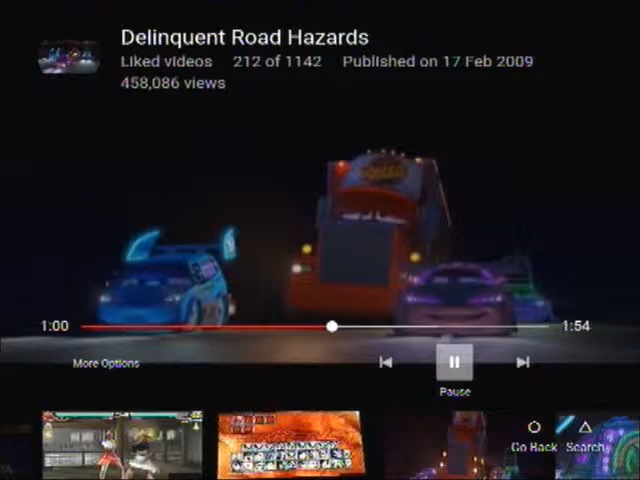 Delinquent Road Hazards
Liked videos 212 of 1142 Published on 17 Feb 2009
458,086 views
1:00 1:54
More Options
Pause
Go Back Search